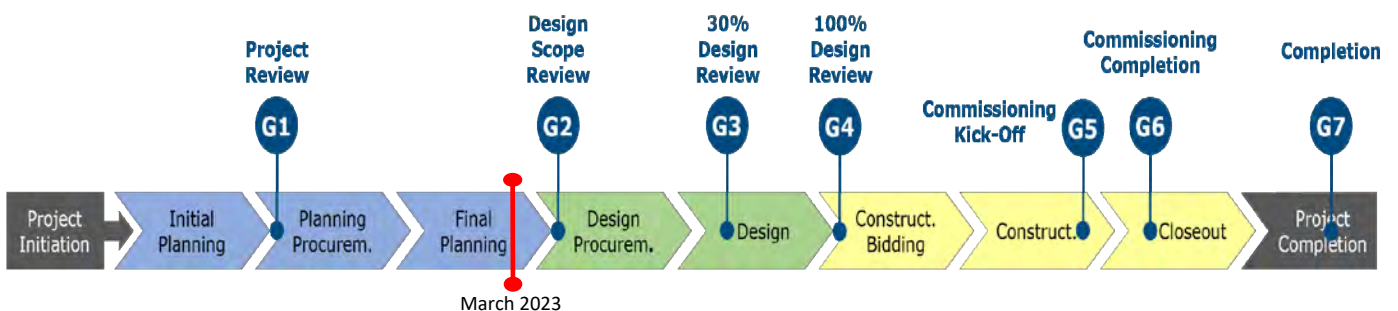 Project
Review
Design
Scope
Review
30%
Design
Review
100%
Design
Review
Commissioning
Kick-Off
Commissioning
Completion
Completion
G1
G2
G3
G4
G5
G6
G7
Project
Initiation
Initial
Planning
Planning
Procurem.
Final
Planning
Design
Procurem.
Design
Construct.
Bidding
Construct.
Closeout
Project
Completion
March 2023